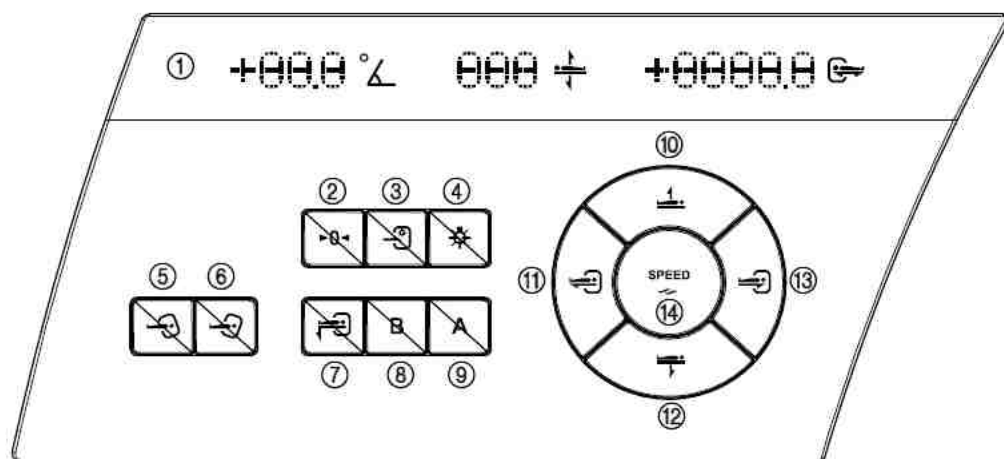 ① +88.8 ° 888 +8888.8
② ③ ④ ⑩
►0◄
⑤ ⑥ ⑪ SPEED ⑬
⑭
B A
⑦ ⑧ ⑨ ⑫